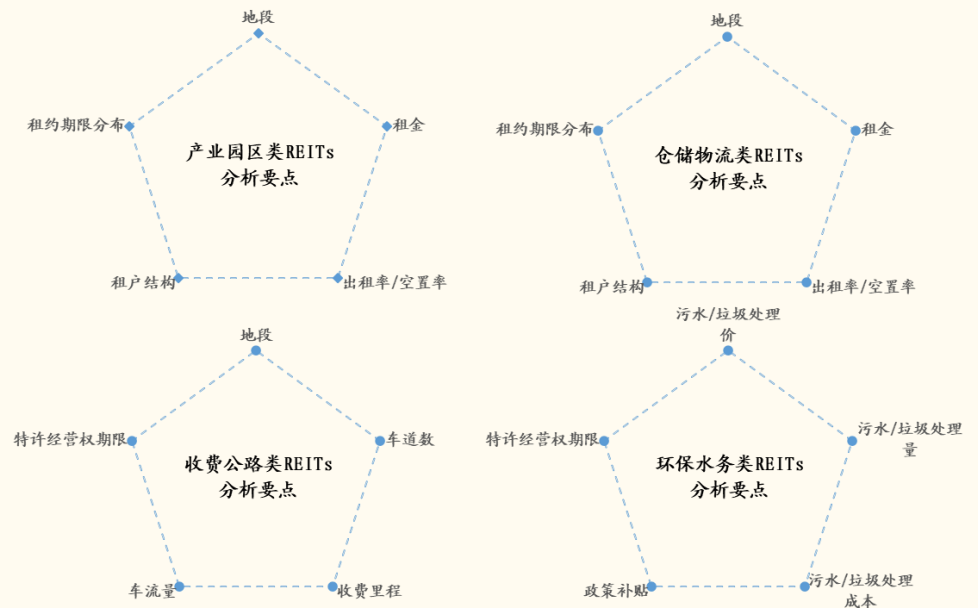 地段
租约期限分布
租金
产业园区类REITs
分析要点
租户结构
出租率/空置率
地段
租约期限分布
租金
仓储物流类REITs
分析要点
租户结构
出租率/空置率
地段
特许经营权期限
车道数
收费公路类REITs
分析要点
车流量
收费里程
污水/垃圾处理
价
特许经营权期限
污水/垃圾处理
量
环保水务类REITs
分析要点
政策补贴
污水/垃圾处理
成本